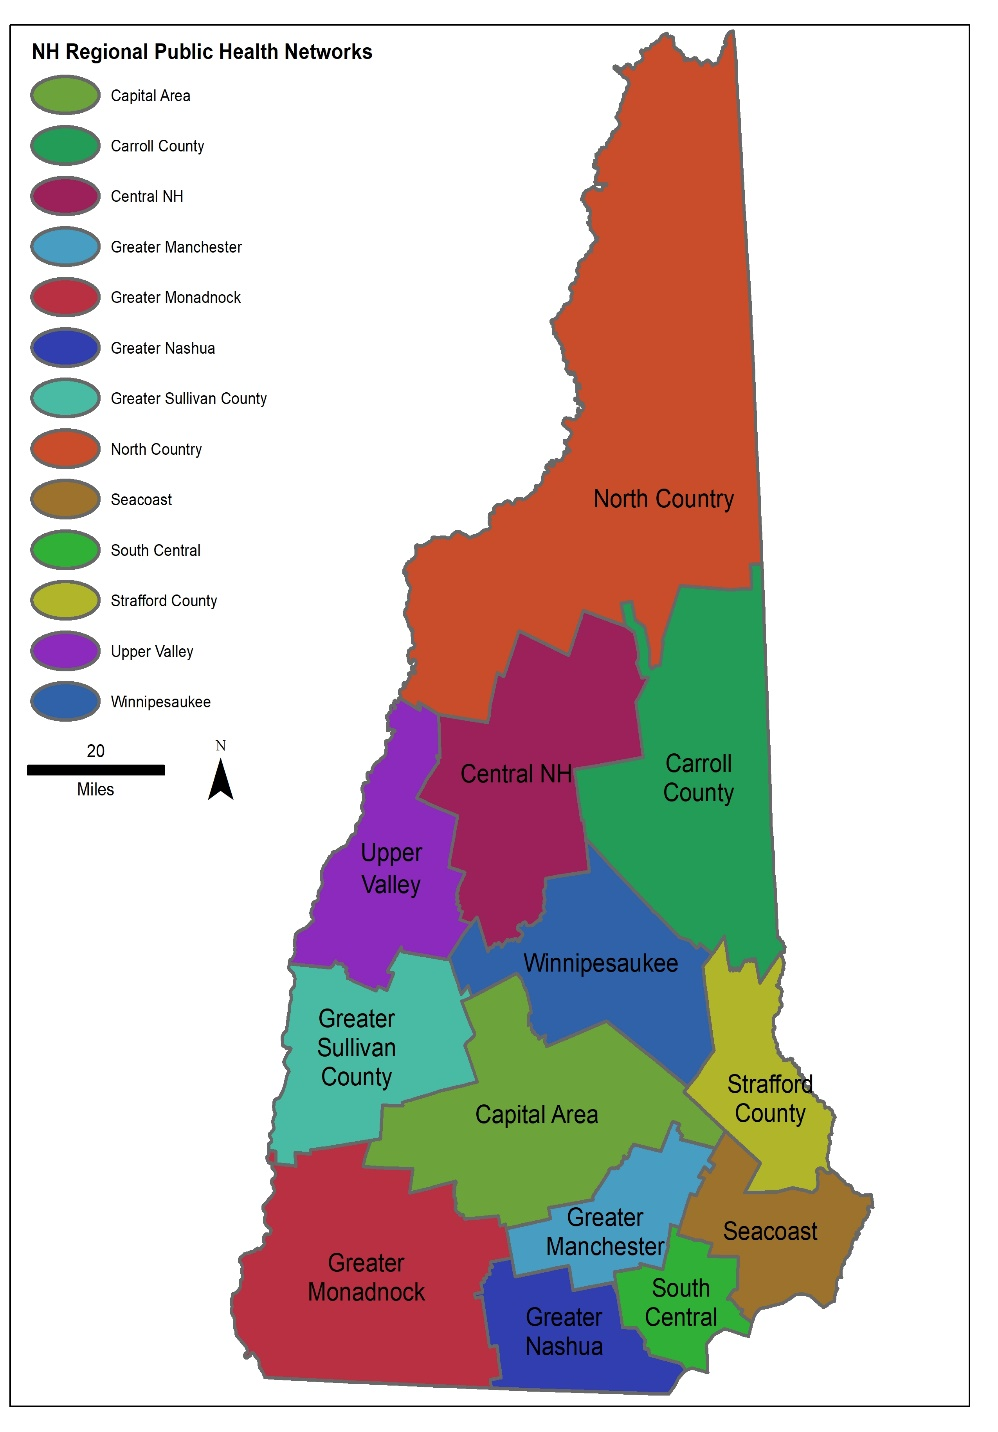 NH Regional Public Health Networks
Capital Area
Carroll County
Central NH
Greater Manchester
Greater Monadnock
Greater Nashua
Greater Sullivan County
North Country
Seacoast
South Central
Strafford County
Upper Valley
Winnipesaukee
20
Miles
N
North Country
Central NH
Carroll
County
Upper
Valley
Winnipesaukee
Greater
Sullivan
County
Strafford
County
Capital Area
Greater
Manchester
Seacoast
Greater
Monadnock
South
Central
Greater
Nashua